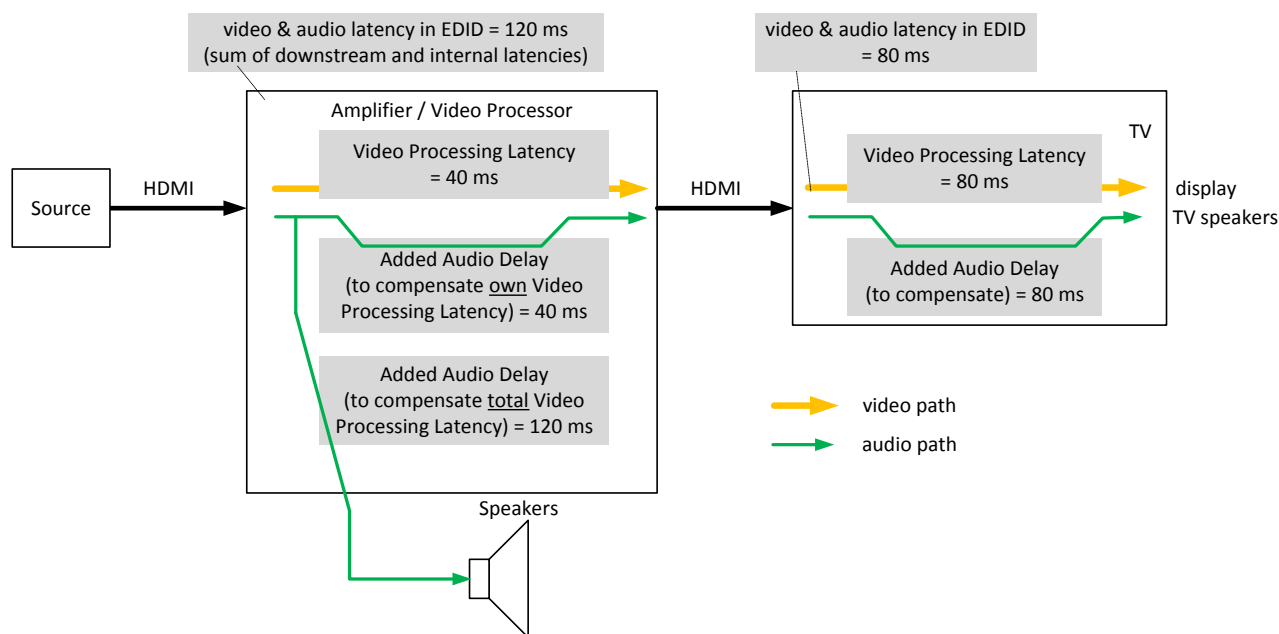 video & audio latency in EDID = 120 ms
(sum of downstream and internal latencies)
video & audio latency in EDID
= 80 ms
Amplifier / Video Processor
TV
Video Processing Latency
= 40 ms
Video Processing Latency
= 80 ms
Source
HDMI
HDMI
display
TV speakers
Added Audio Delay
(to compensate own Video
Processing Latency) = 40 ms
Added Audio Delay
(to compensate) = 80 ms
Added Audio Delay
(to compensate total Video
Processing Latency) = 120 ms
video path
audio path
Speakers